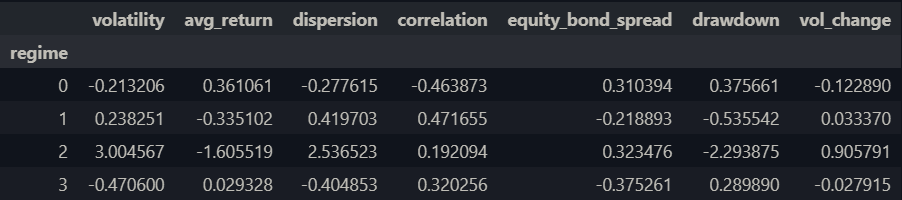 volatility avg_return dispersion correlation equity_bond_spread drawdown vol_change
regime
0 -0.213206 0.361061 -0.277615 -0.463873 0.310394 0.375661 -0.122890
1 0.238251 -0.335102 0.419703 0.471655 -0.218893 -0.535542 0.033370
2 3.004567 -1.605519 2.536523 0.192094 0.323476 -2.293875 0.905791
3 -0.470600 0.029328 -0.404853 0.320256 -0.375261 0.289890 -0.027915